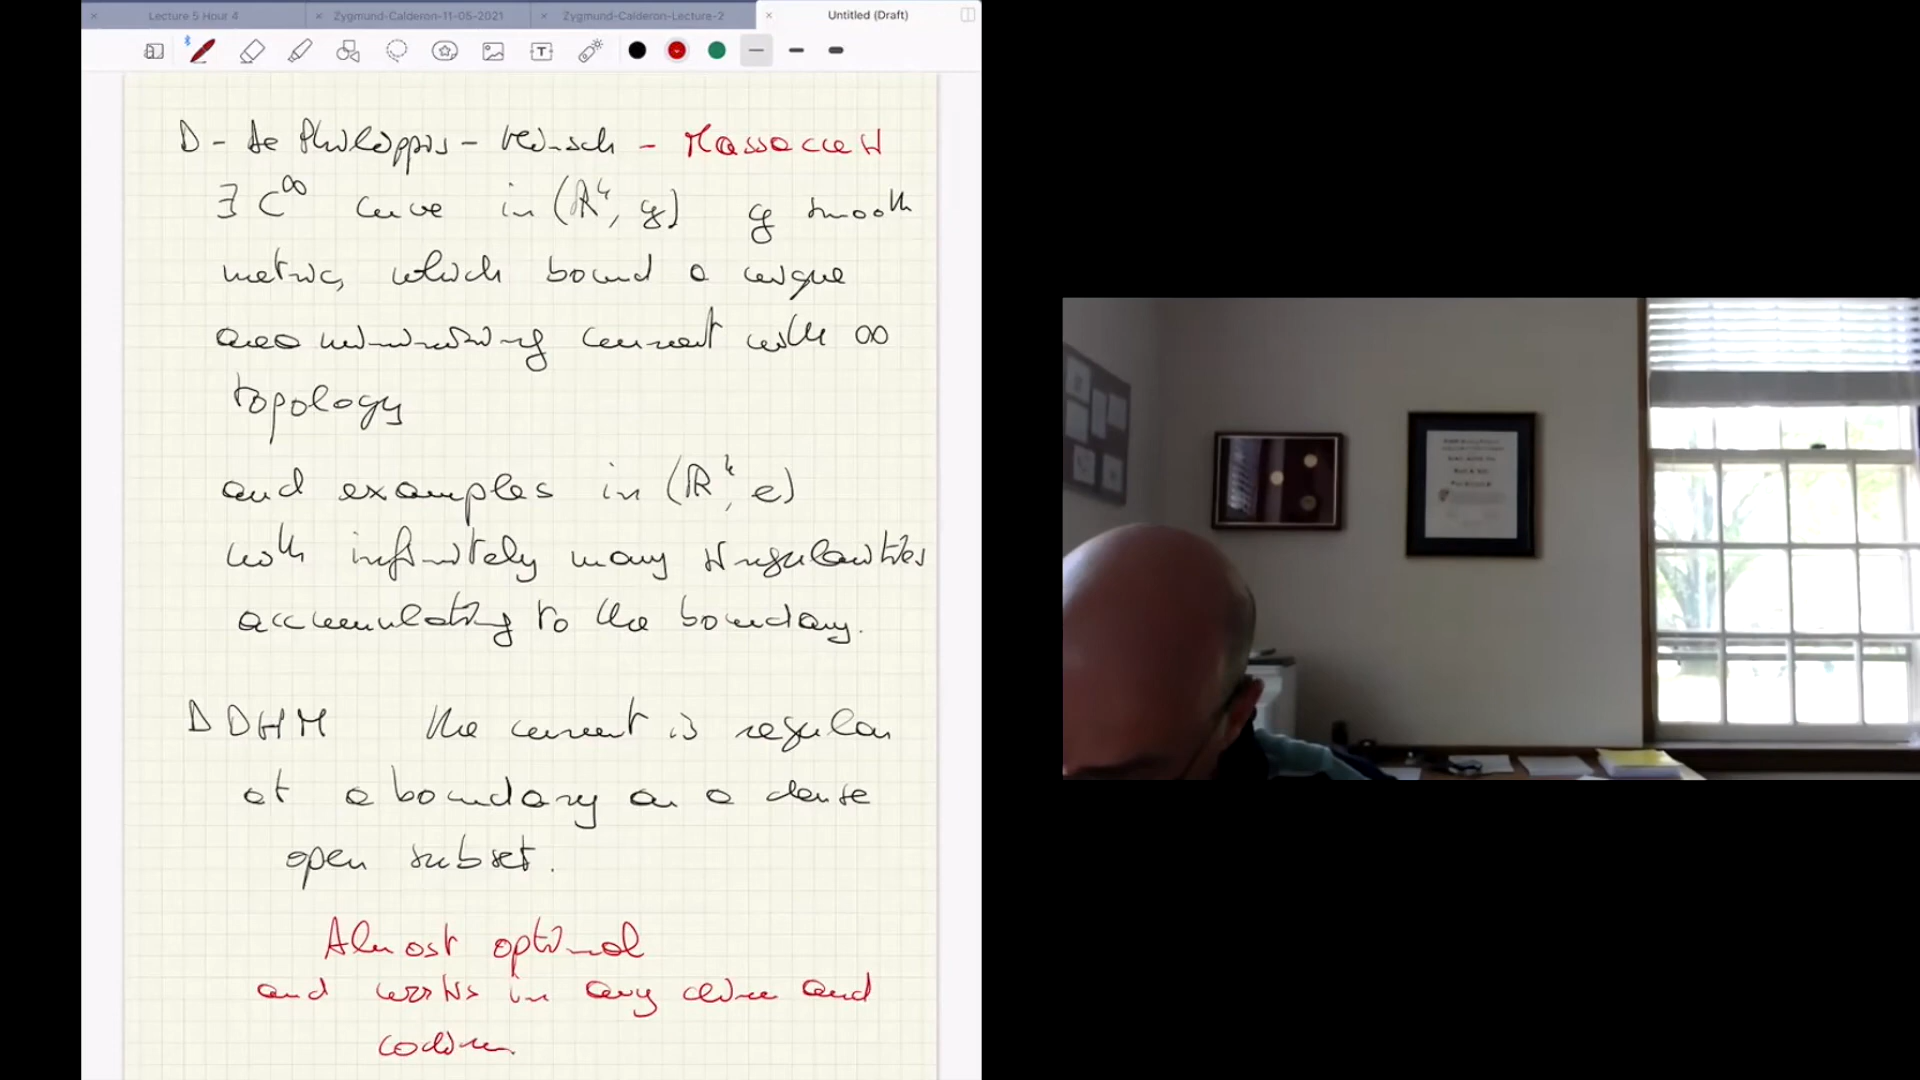 Lecture 5 Hour 4
Zygmund-Calderon-11-05-2021
Zygmund-Calderon-Lecture-2
Untitled (Draft)
D - De Philippis - Hirsch - Massaccesi
∃ C^∞ curve in (ℝ⁴, g) g smooth
metric, which bound a unique
area minimizing current with ∞
topology
and examples in (ℝ⁴, e)
with infinitely many singularities
accumulating to the boundary.
DDHM the current is regular
at a boundary on a dense
open subset.
Almost optimal
and works in any dim and
codim.